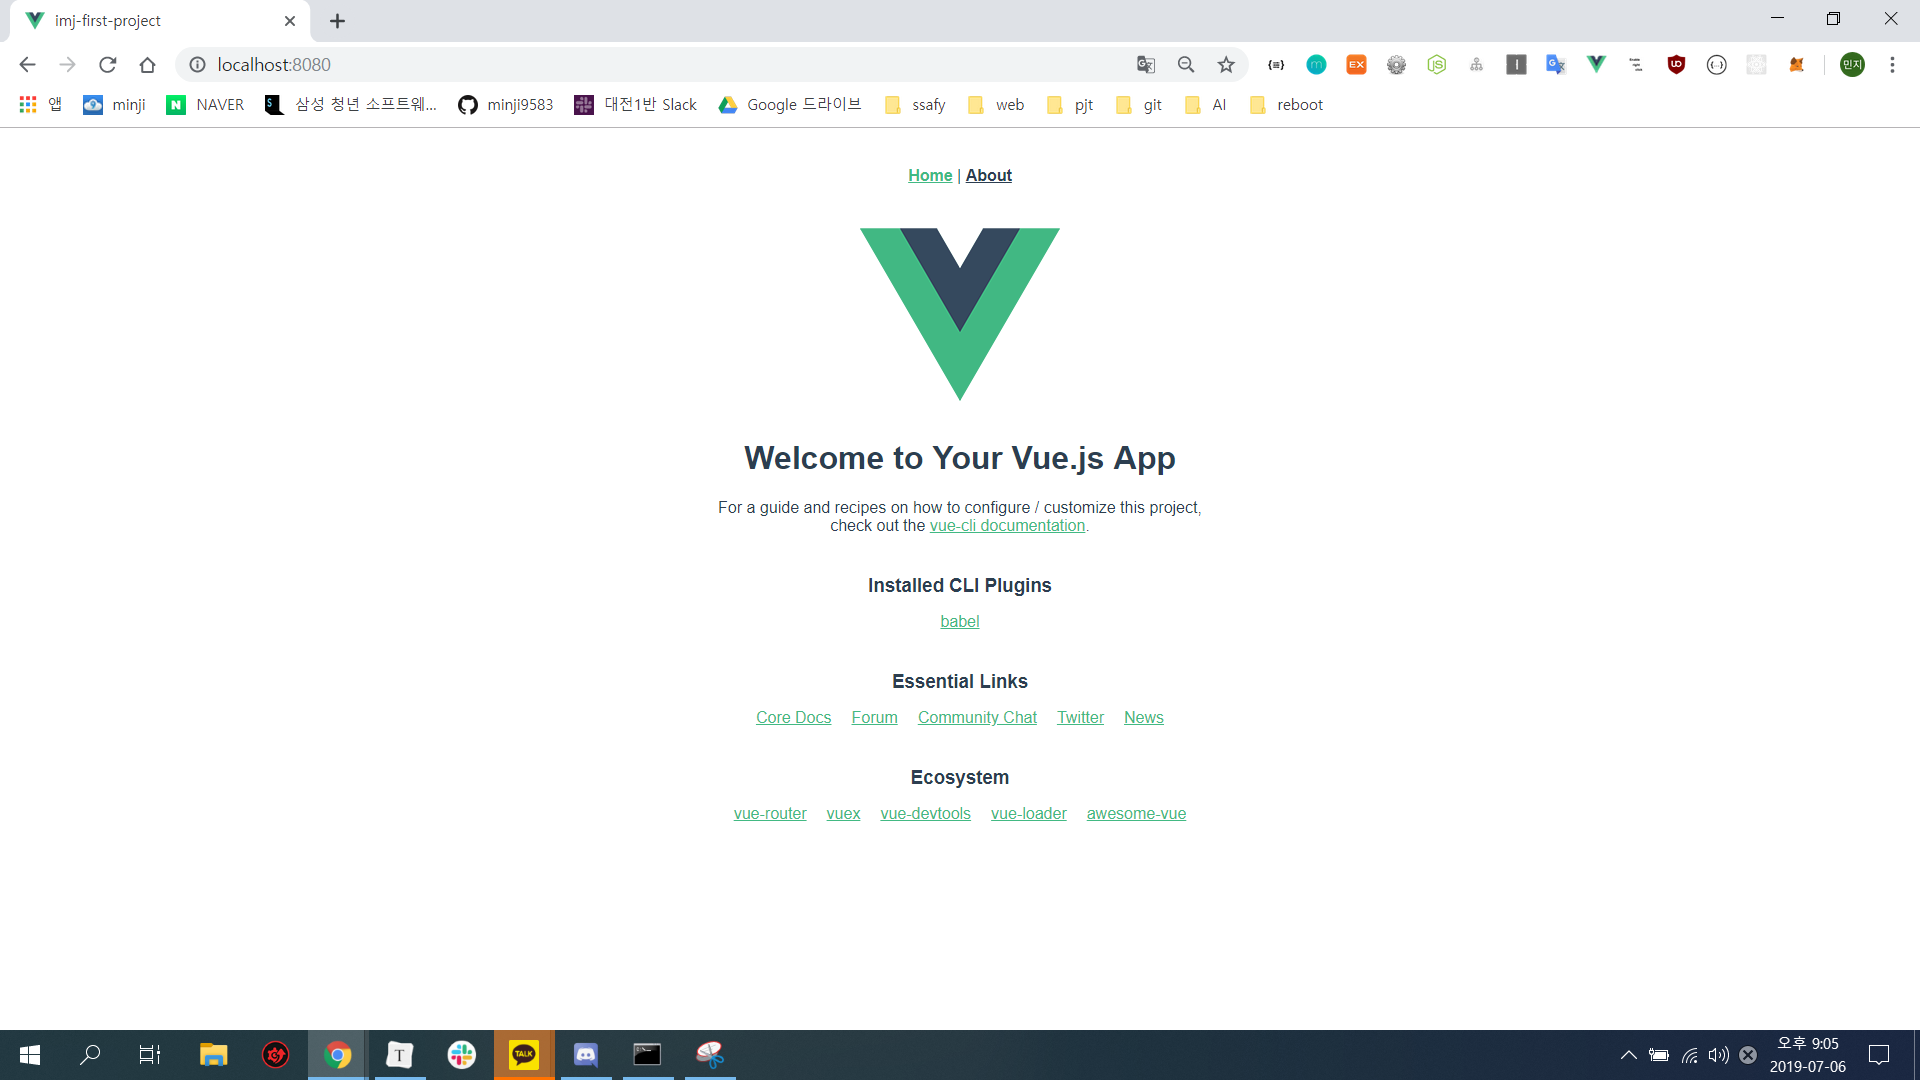 imj-first-project
localhost:8080
EX
민지
앱 minji NAVER 삼성 청년 소프트웨... minji9583 대전1반 Slack Google 드라이브 ssafy web pjt git AI reboot
Home | About
Welcome to Your Vue.js App
For a guide and recipes on how to configure / customize this project,
check out the vue-cli documentation.
Installed CLI Plugins
babel
Essential Links
Core Docs Forum Community Chat Twitter News
Ecosystem
vue-router vuex vue-devtools vue-loader awesome-vue
TALK
오후 9:05
2019-07-06